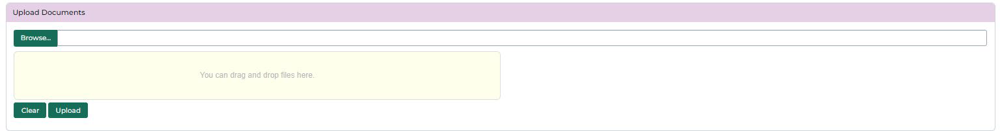 Upload Documents
Browse...
You can drag and drop files here.
Clear Upload